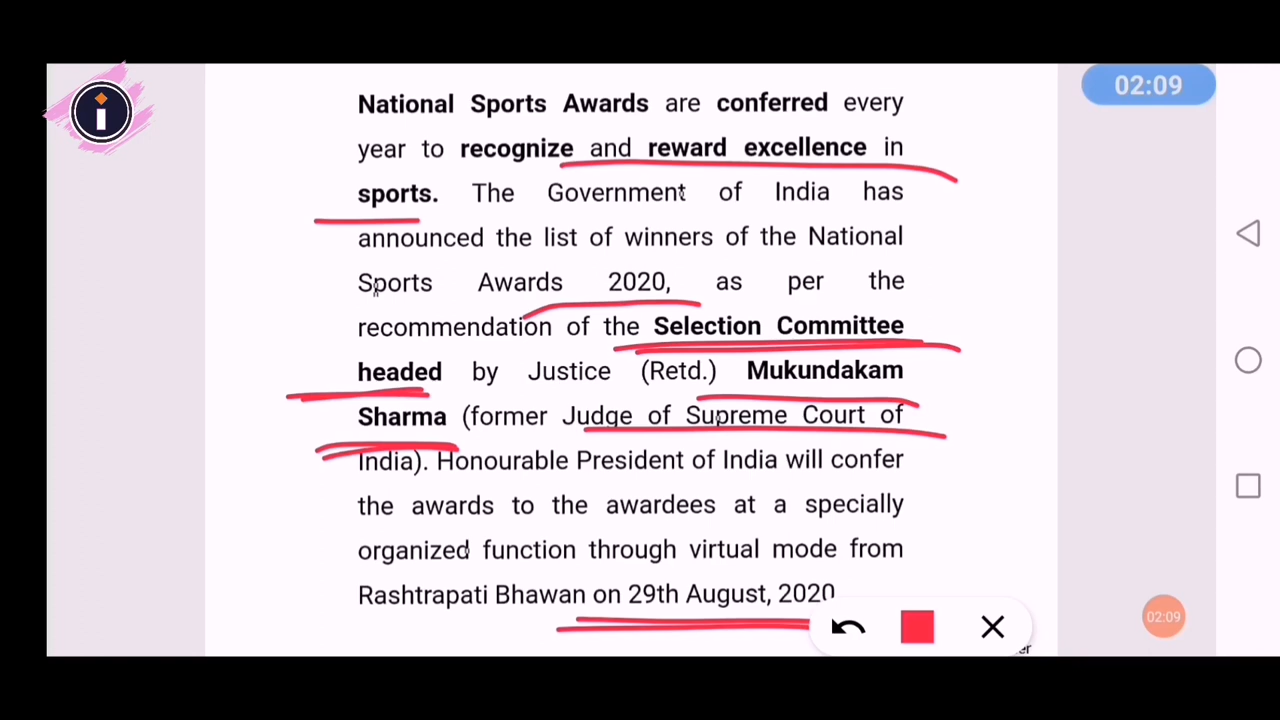 02:09
National Sports Awards are conferred every
year to recognize and reward excellence in
sports. The Government of India has
announced the list of winners of the National
Sports Awards 2020, as per the
recommendation of the Selection Committee
headed by Justice (Retd.) Mukundakam
Sharma (former Judge of Supreme Court of
India). Honourable President of India will confer
the awards to the awardees at a specially
organized function through virtual mode from
Rashtrapati Bhawan on 29th August, 2020
02:09